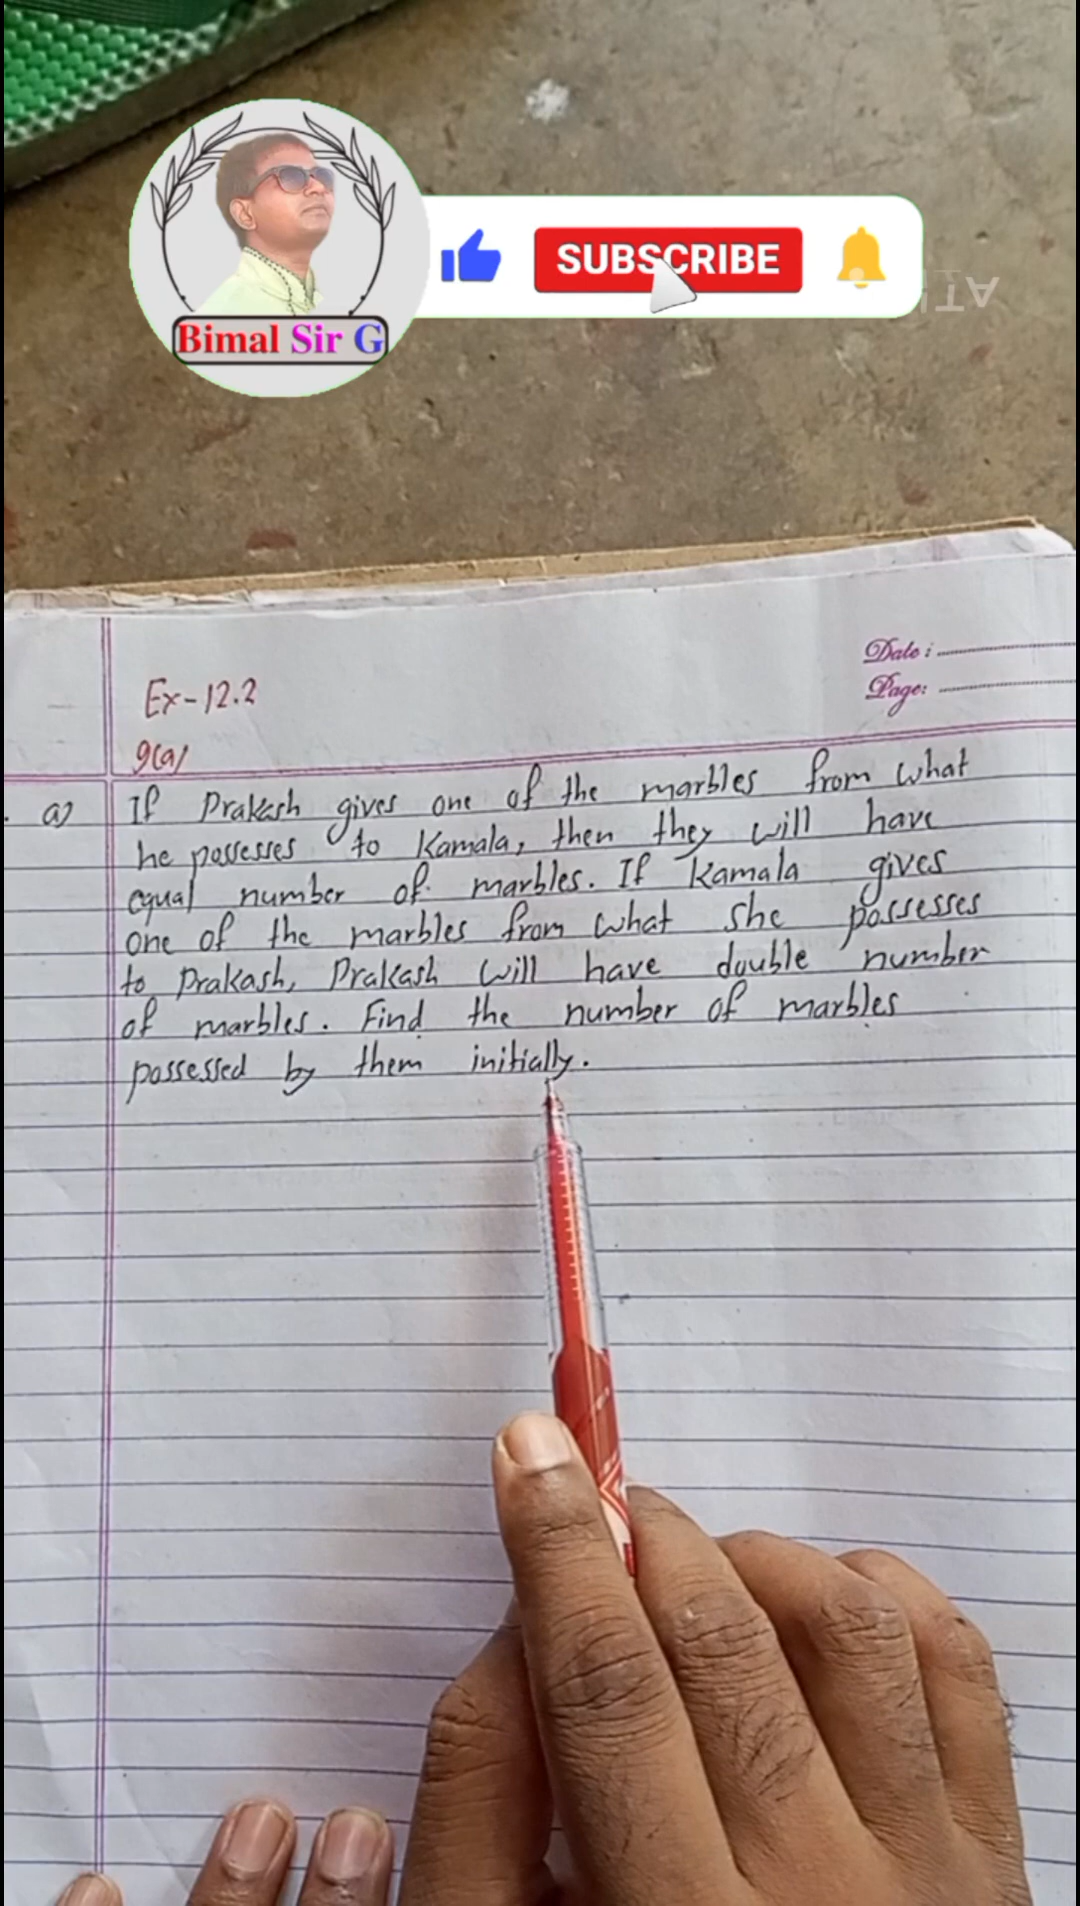 Bimal Sir G
SUBSCRIBE
Date:
Page:
Ex-12.2
9(a)
a) If Prakash gives one of the marbles from what
he possesses to Kamala, then they will have
equal number of marbles. If Kamala gives
one of the marbles from what she possesses
to Prakash, Prakash will have double number
of marbles. Find the number of marbles
possessed by them initially.